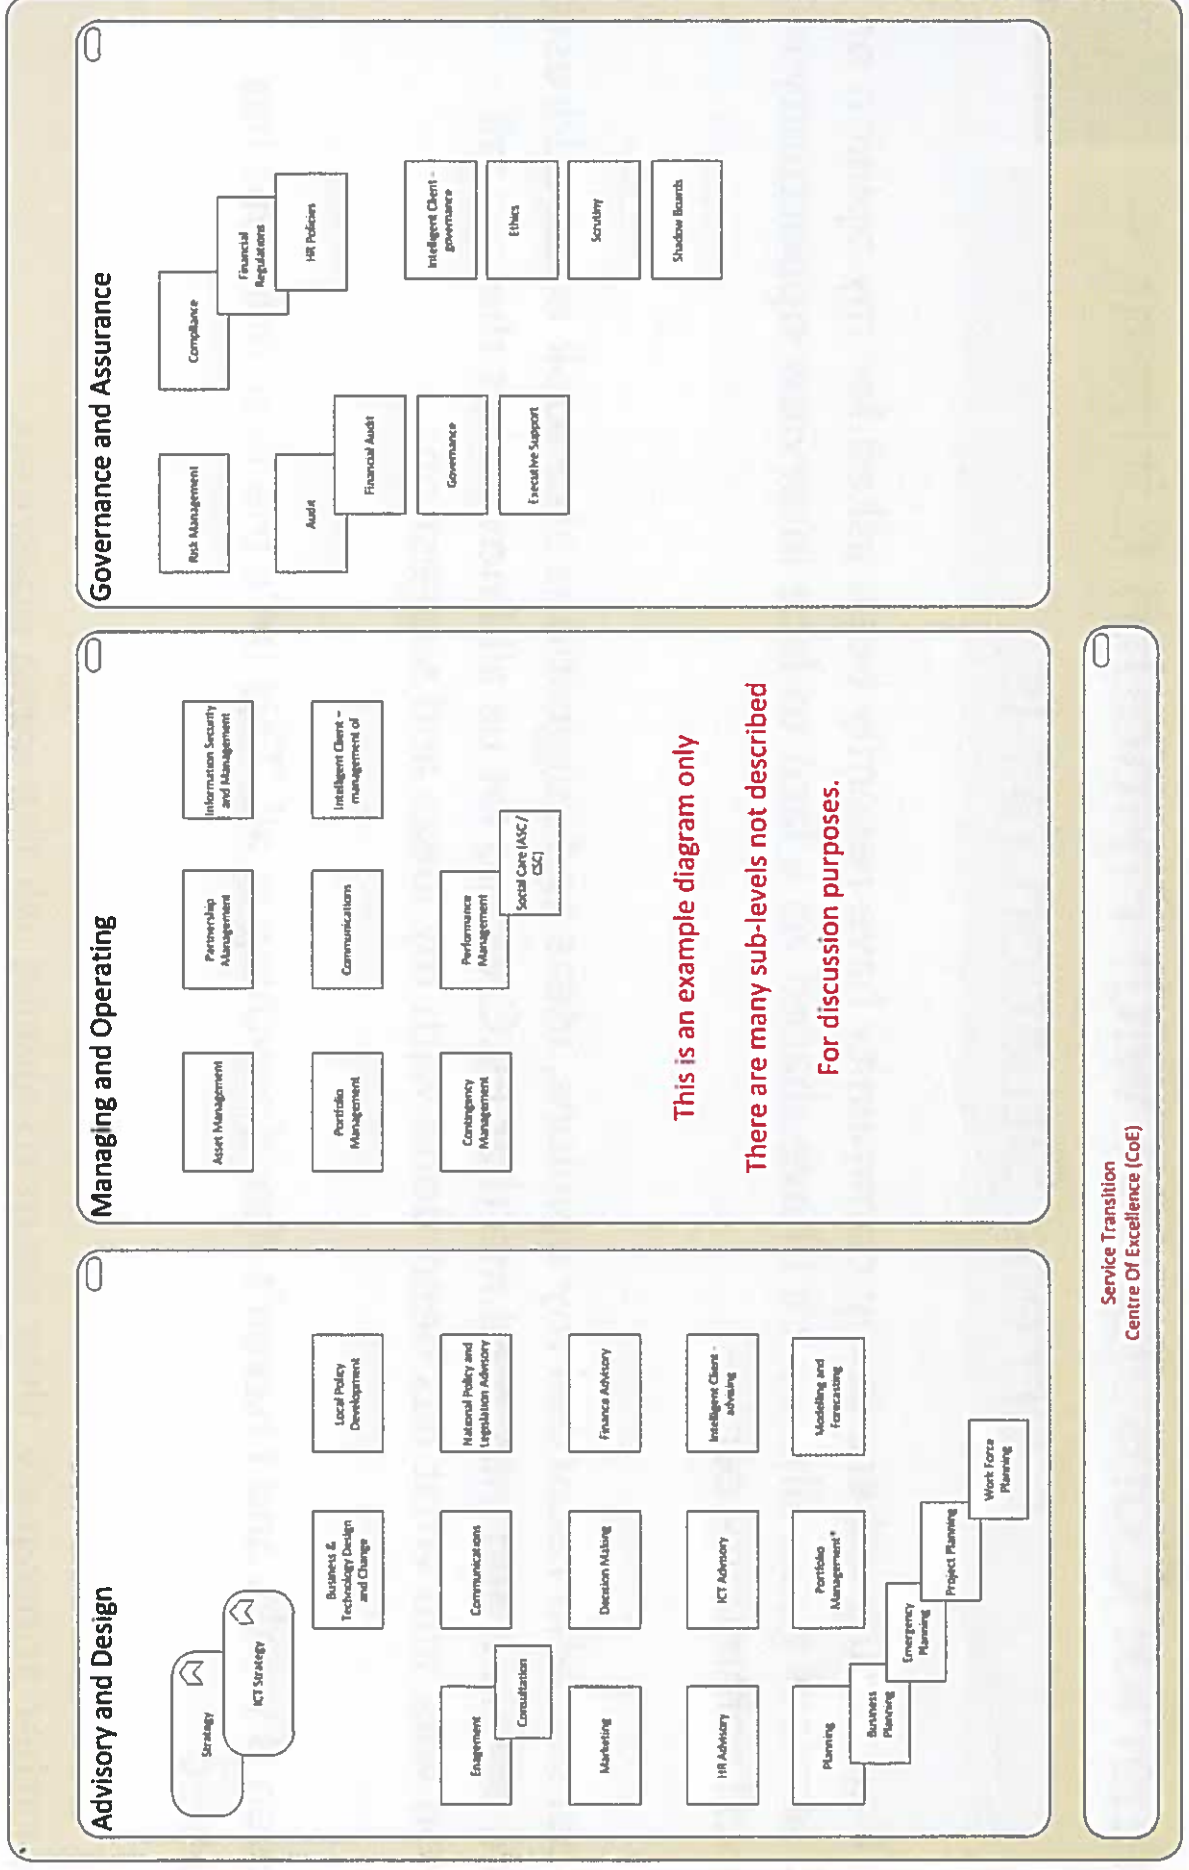 Advisory and Design
Strategy
ICT Strategy
Business &
Technology Design
and Change
Local Policy
Development
Enagement
Consultation
Communications
National Policy and
Legislation Advisory
Marketing
Decision Making
Finance Advisory
HR Advisory
ICT Advisory
Intelligent Client -
advising
Planning
Business
Planning
Emergency
Planning
Project Planning
Work Force
Planning
Portfolio
Management*
Modelling and
Forecasting
Managing and Operating
Asset Management
Partnership
Management
Information Security
and Management
Portfolio
Management
Communications
Intelligent Client –
management of
Contingency
Management
Performance
Management
Social Care (ASC /
CSC)
This is an example diagram only
There are many sub-levels not described
For discussion purposes.
Governance and Assurance
Risk Management
Compliance
Financial
Regulations
HR Policies
Audit
Financial Audit
Governance
Executive Support
Intelligent Client -
governance
Ethics
Scrutiny
Shadow Boards
Service Transition
Centre Of Excellence (CoE)